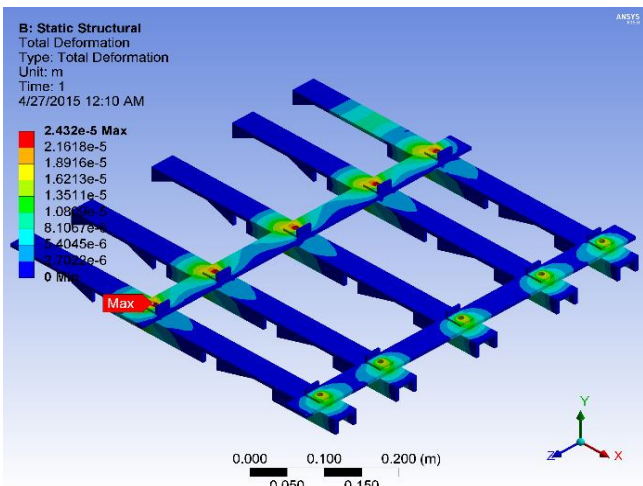 B: Static Structural
Total Deformation
Type: Total Deformation
Unit: m
Time: 1
4/27/2015 12:10 AM
ANSYS
2.432e-5 Max
2.1618e-5
1.8916e-5
1.6213e-5
1.3511e-5
8.1067e-
5.4045e-
0 Min
Max
Y
Z
X
0.000
0.100
0.200 (m)
0.050
0.150